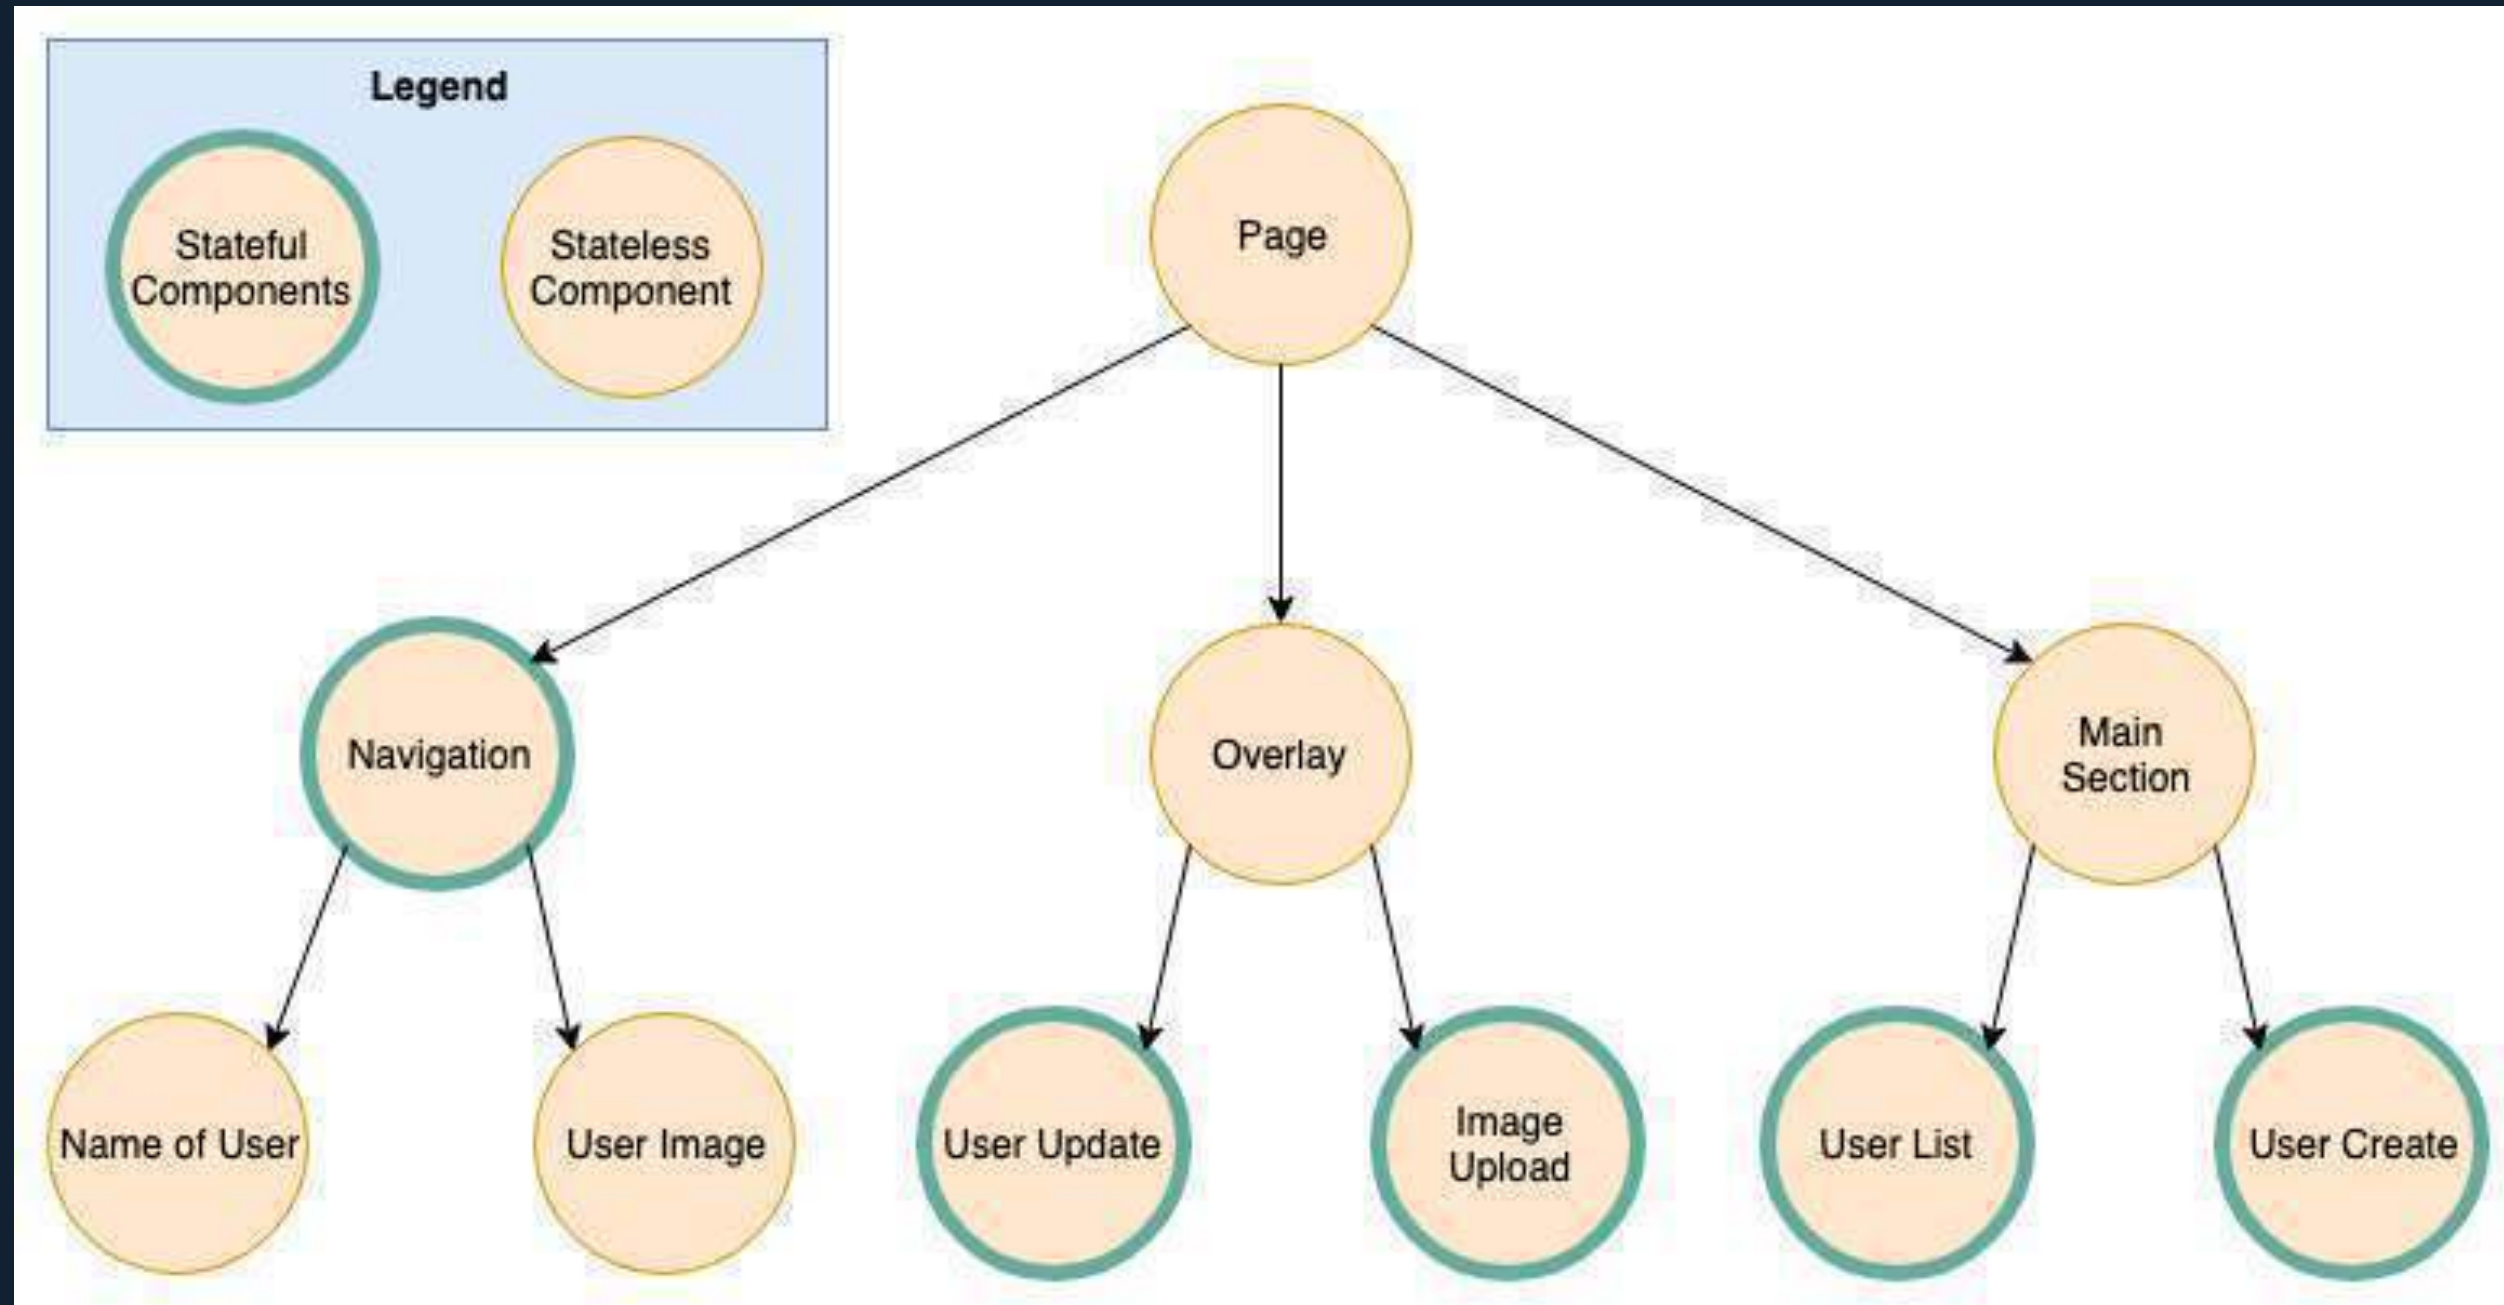 Legend
Stateful
Components
Stateless
Component
Page
Navigation
Overlay
Main
Section
Name of User
User Image
User Update
Image
Upload
User List
User Create